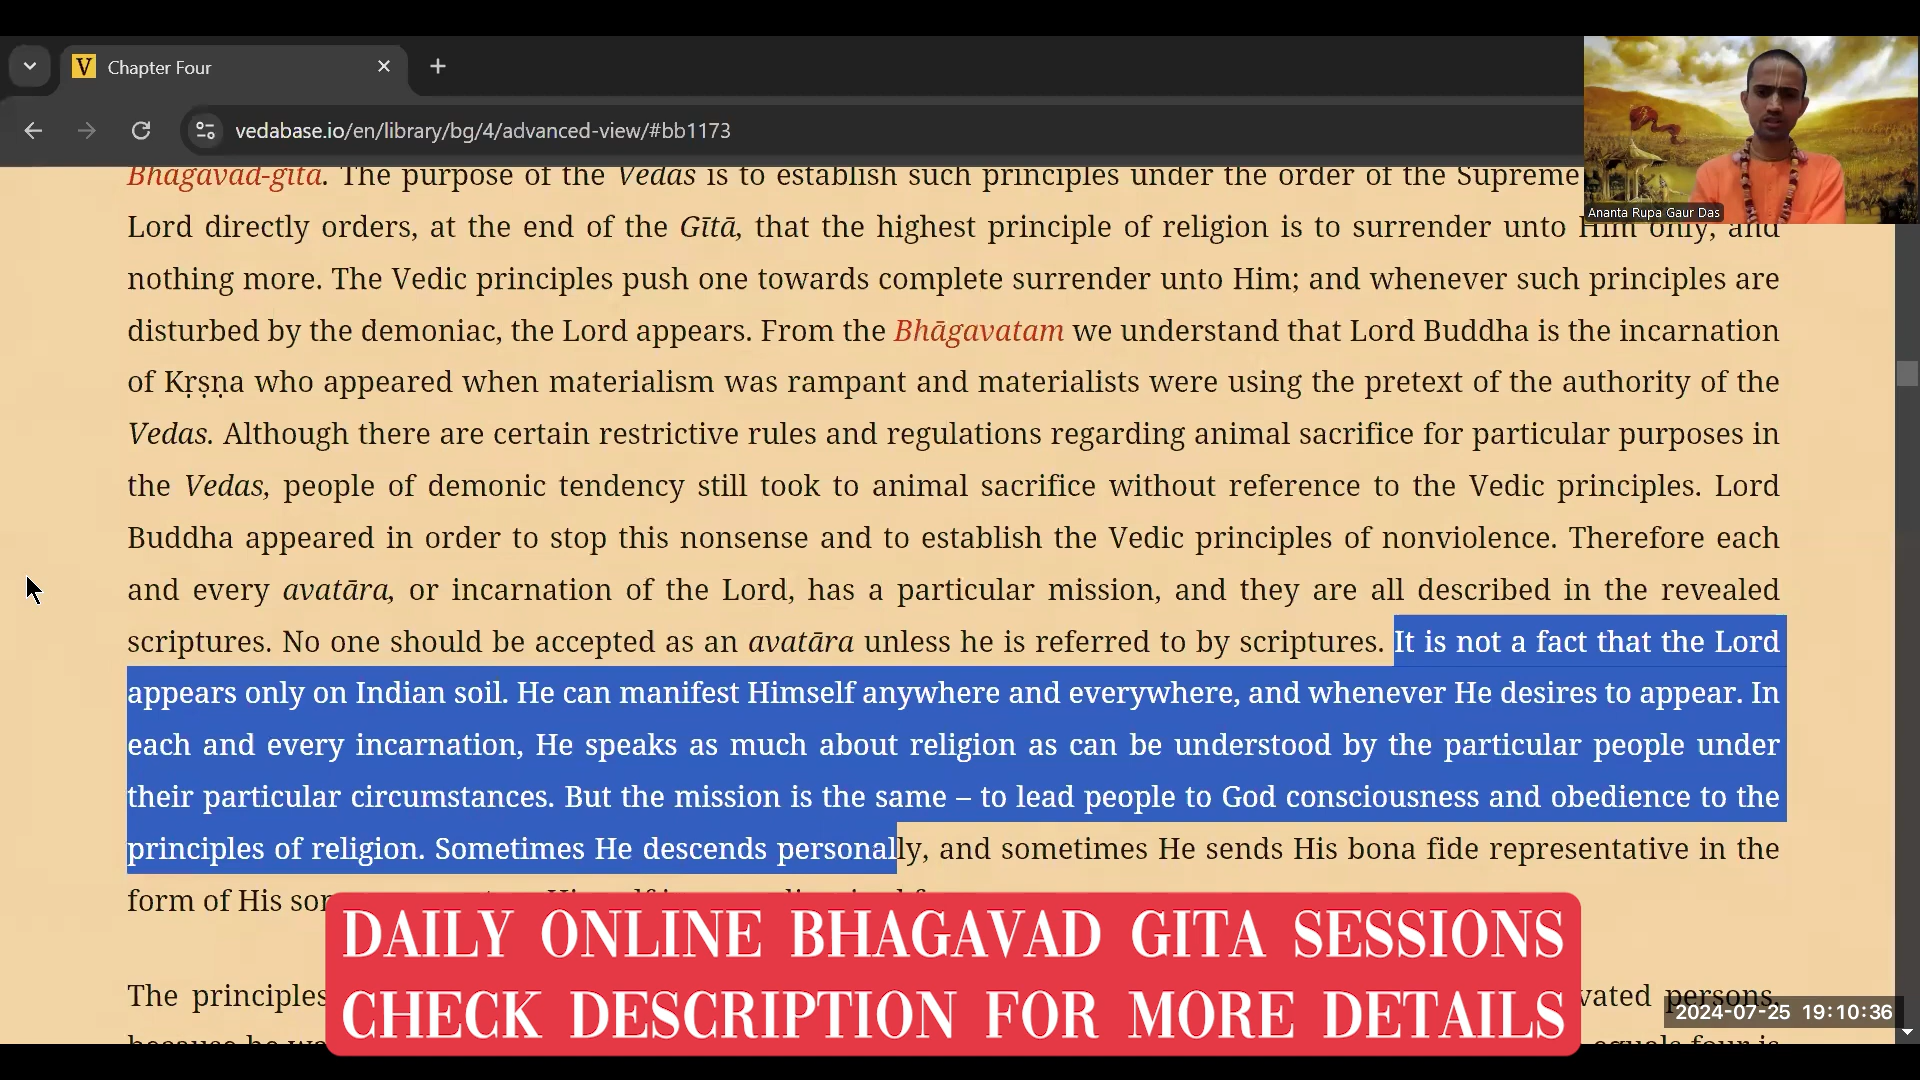 V Chapter Four
vedabase.io/en/library/bg/4/advanced-view/#bb1173
Ananta Rupa Gaur Das
Bhagavad-gītā. The purpose of the Vedas is to establish such principles under the order of the Supreme
Lord directly orders, at the end of the Gītā, that the highest principle of religion is to surrender unto Him only, and
nothing more. The Vedic principles push one towards complete surrender unto Him; and whenever such principles are
disturbed by the demoniac, the Lord appears. From the Bhāgavatam we understand that Lord Buddha is the incarnation
of Kṛṣṇa who appeared when materialism was rampant and materialists were using the pretext of the authority of the
Vedas. Although there are certain restrictive rules and regulations regarding animal sacrifice for particular purposes in
the Vedas, people of demonic tendency still took to animal sacrifice without reference to the Vedic principles. Lord
Buddha appeared in order to stop this nonsense and to establish the Vedic principles of nonviolence. Therefore each
and every avatāra, or incarnation of the Lord, has a particular mission, and they are all described in the revealed
scriptures. No one should be accepted as an avatāra unless he is referred to by scriptures. It is not a fact that the Lord
appears only on Indian soil. He can manifest Himself anywhere and everywhere, and whenever He desires to appear. In
each and every incarnation, He speaks as much about religion as can be understood by the particular people under
their particular circumstances. But the mission is the same – to lead people to God consciousness and obedience to the
principles of religion. Sometimes He descends personally, and sometimes He sends His bona fide representative in the
form of His
DAILY ONLINE BHAGAVAD GITA SESSIONS
CHECK DESCRIPTION FOR MORE DETAILS
The principles
persons,
2024-07-25 19:10:36